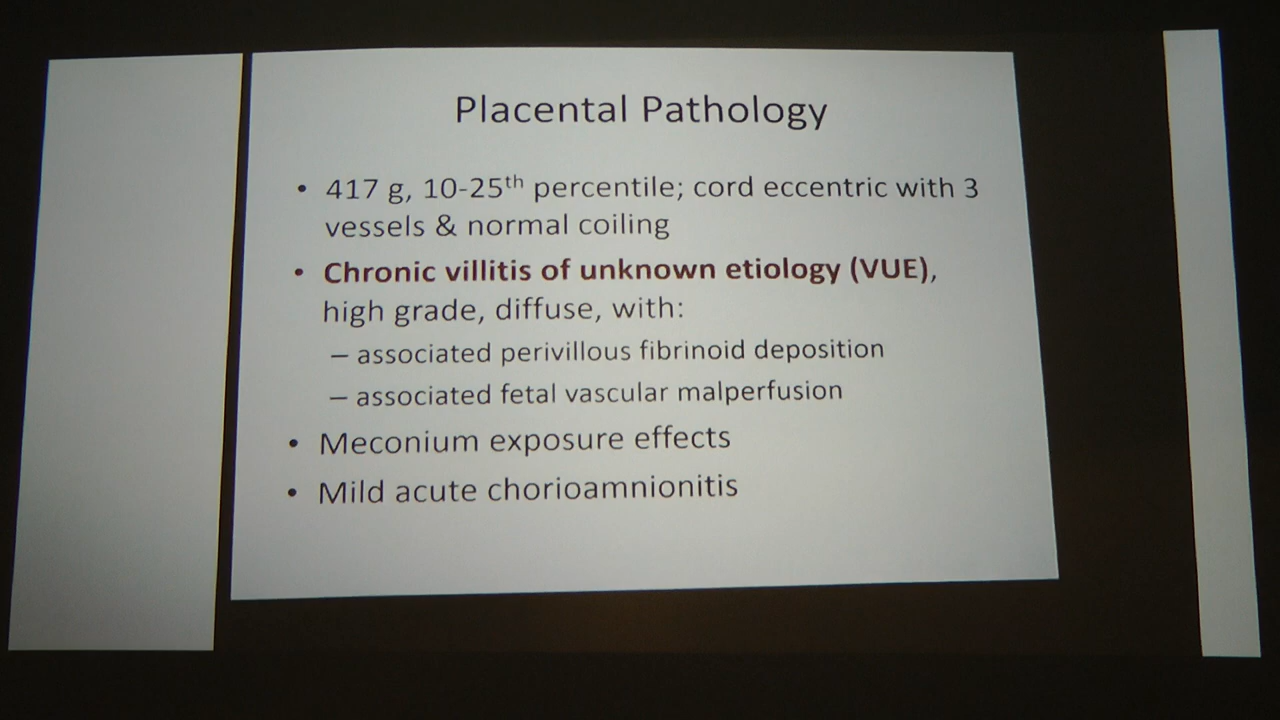 Placental Pathology
• 417 g, 10-25th percentile; cord eccentric with 3
vessels & normal coiling
• Chronic villitis of unknown etiology (VUE),
high grade, diffuse, with:
– associated perivillous fibrinoid deposition
– associated fetal vascular malperfusion
• Meconium exposure effects
• Mild acute chorioamnionitis